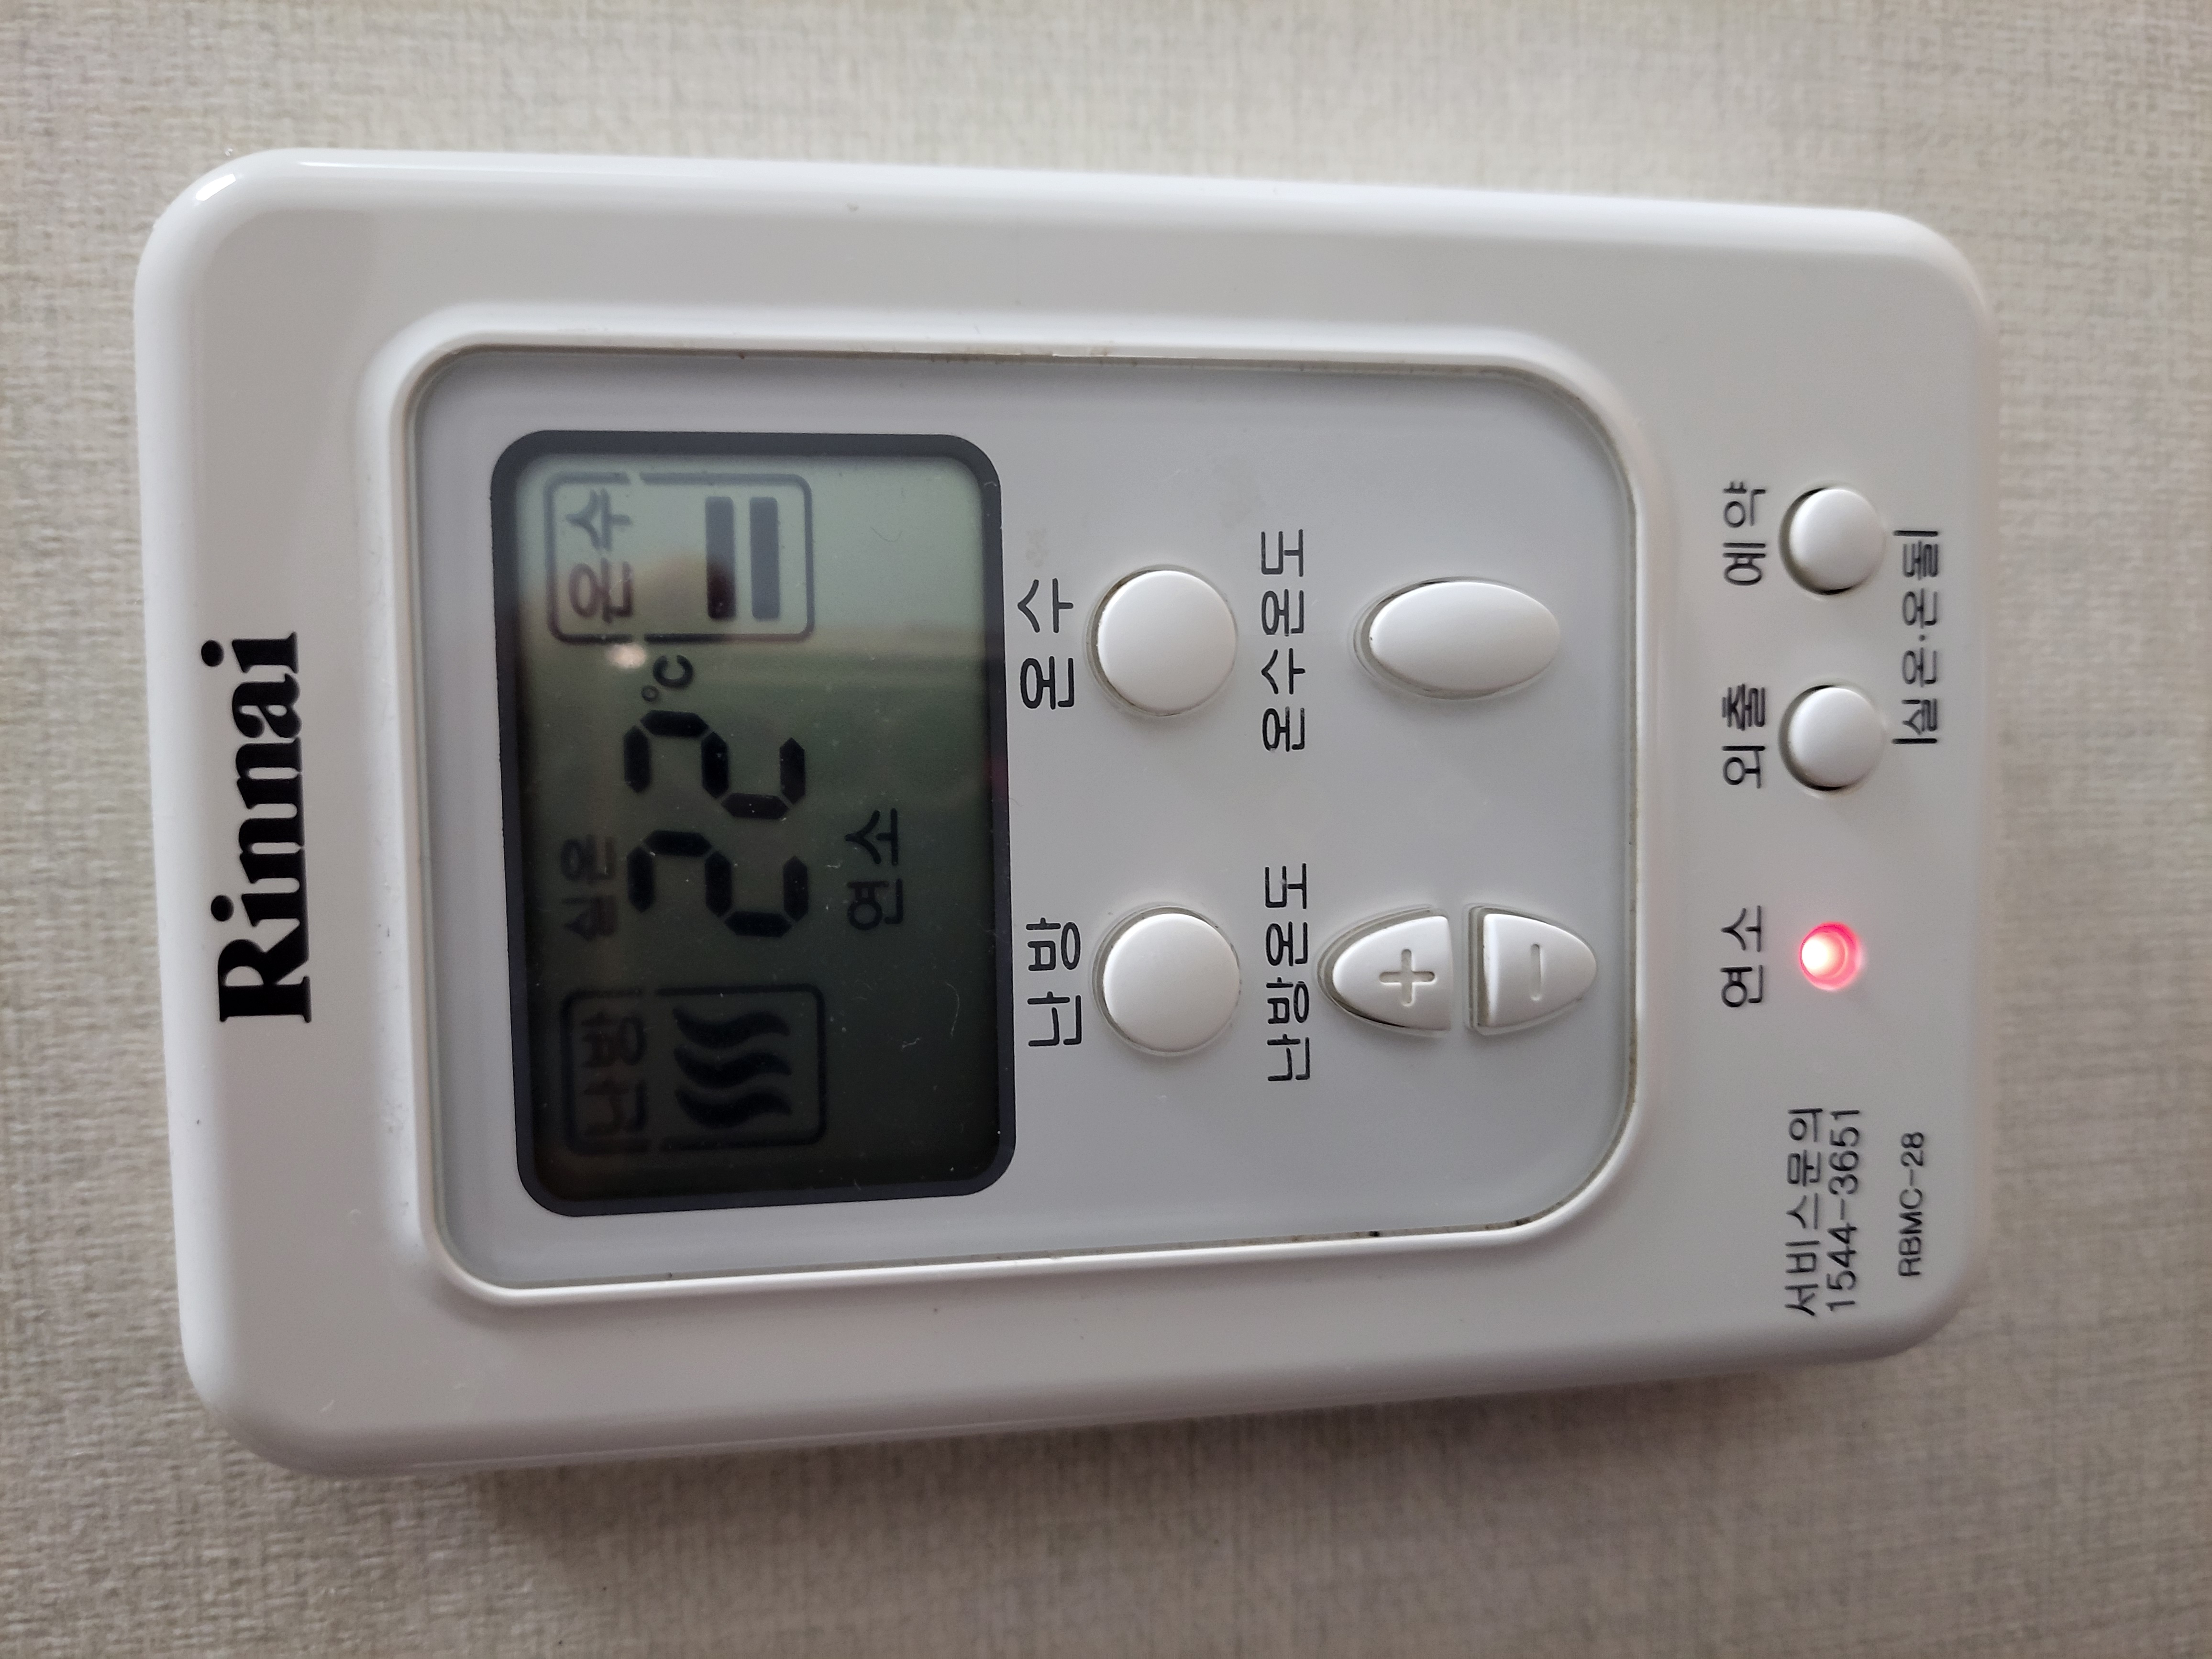 Rinnai
난방 실온 온수
22℃
연소
난방 온수
난방온도 온수온도
+
−
연소 외출 예약
서비스문의
1544-3651
RBMC-28
실온·온돌